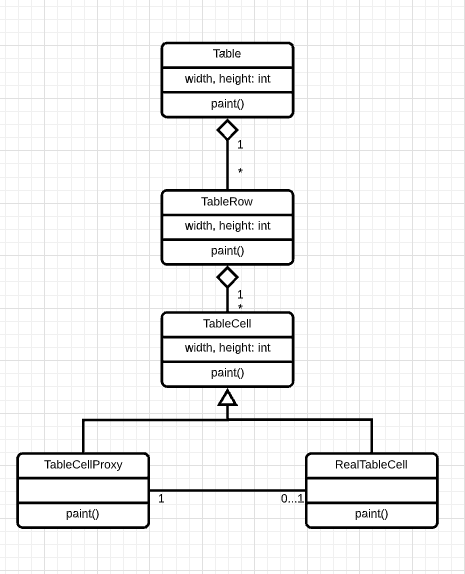 Table
width, height: int
paint()
1
*
TableRow
width, height: int
paint()
1
*
TableCell
width, height: int
paint()
TableCellProxy
RealTableCell
1
0...1
paint()
paint()